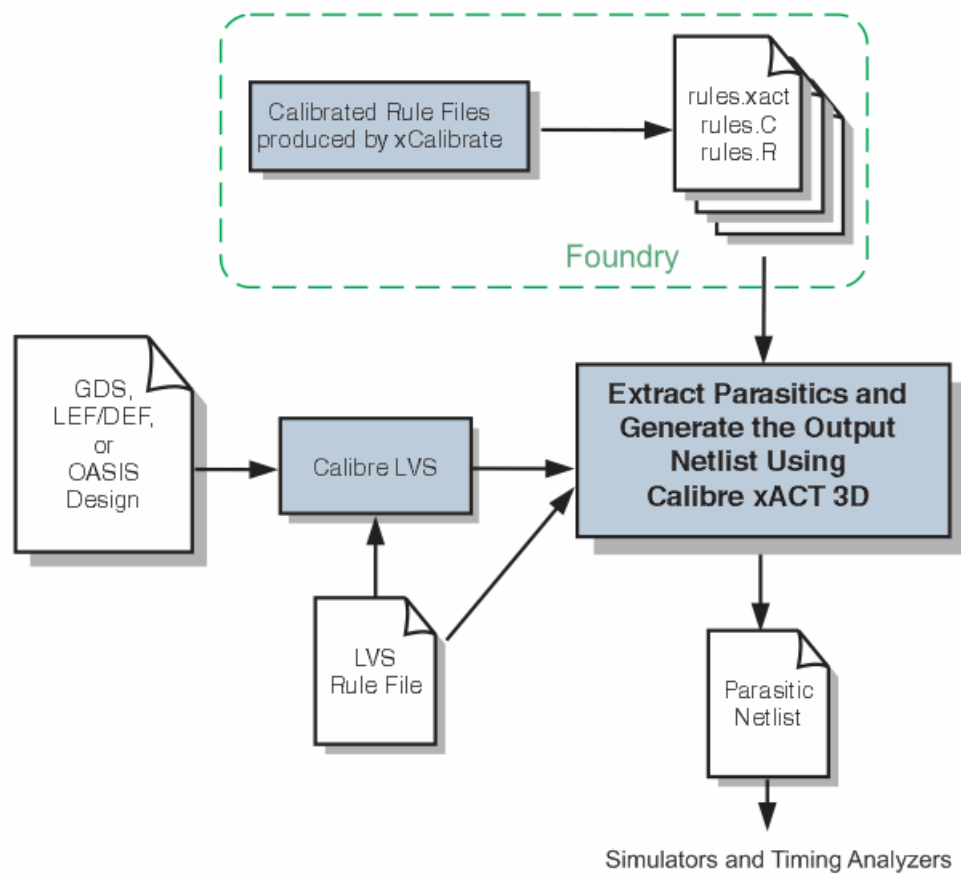 Calibrated Rule Files
produced by xCalibrate
rules.xact
rules.C
rules.R
Foundry
GDS,
LEF/DEF,
or
OASIS
Design
Calibre LVS
Extract Parasitics and
Generate the Output
Netlist Using
Calibre xACT 3D
LVS
Rule File
Parasitic
Netlist
Simulators and Timing Analyzers